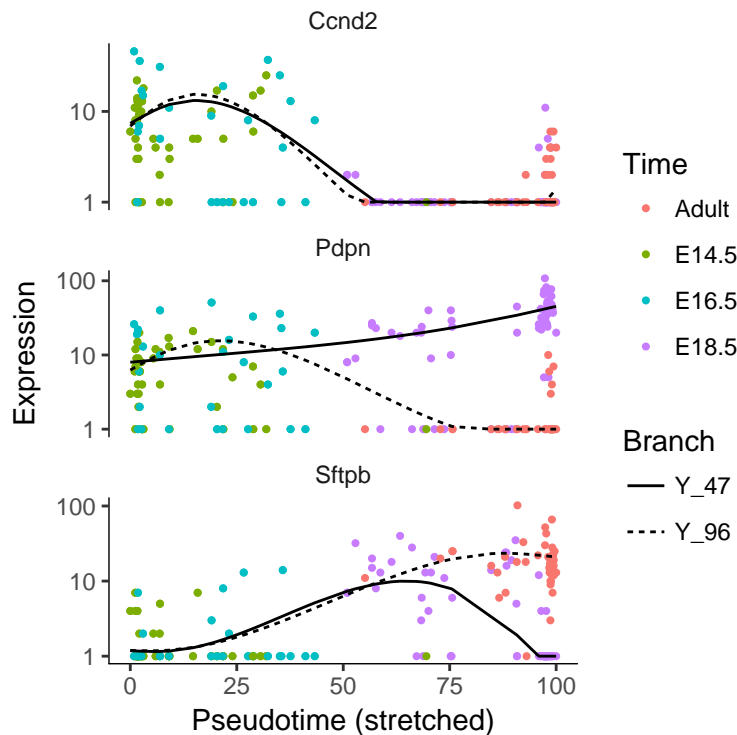 Ccnd2
10
1
Pdpn
100
10
1
Sftpb
100
10
1
0
25
50
75
100
Pseudotime (stretched)
Expression
Time
Adult
E14.5
E16.5
E18.5
Branch
Y_47
Y_96